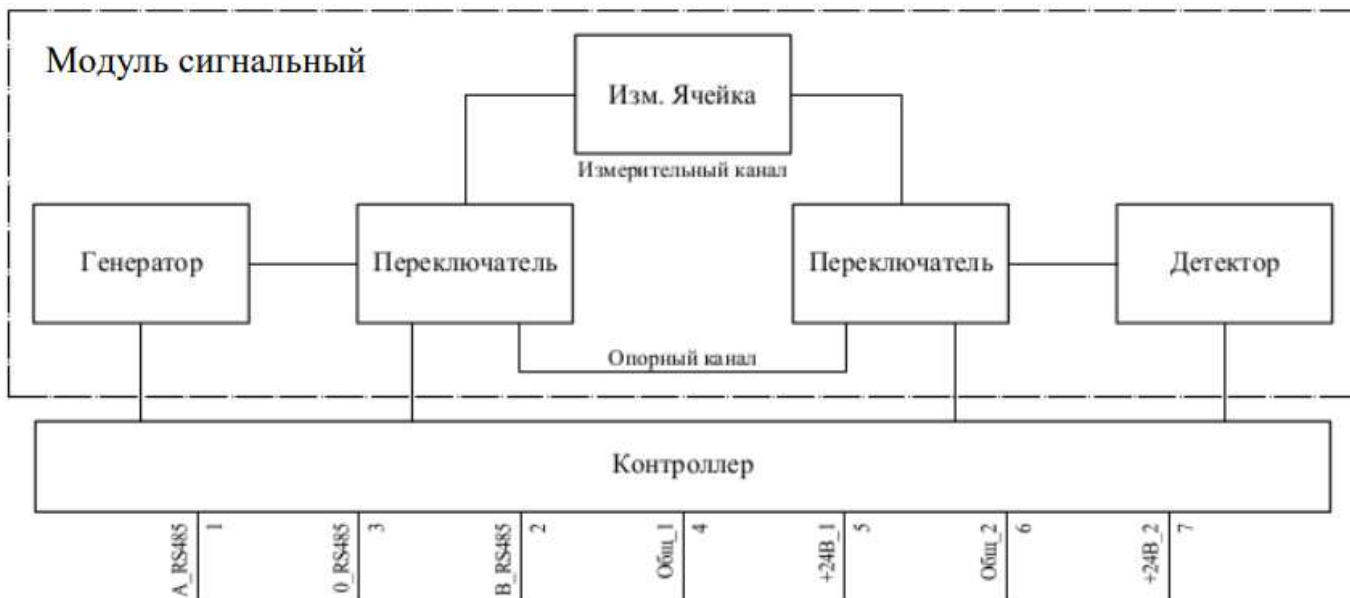 Модуль сигнальный
Изм. Ячейка
Измерительный канал
Генератор
Переключатель
Переключатель
Детектор
Опорный канал
Контроллер
A_RS485
1
0_RS485
3
B_RS485
2
Общ_1
4
+24В_1
5
Общ_2
6
+24В_2
7